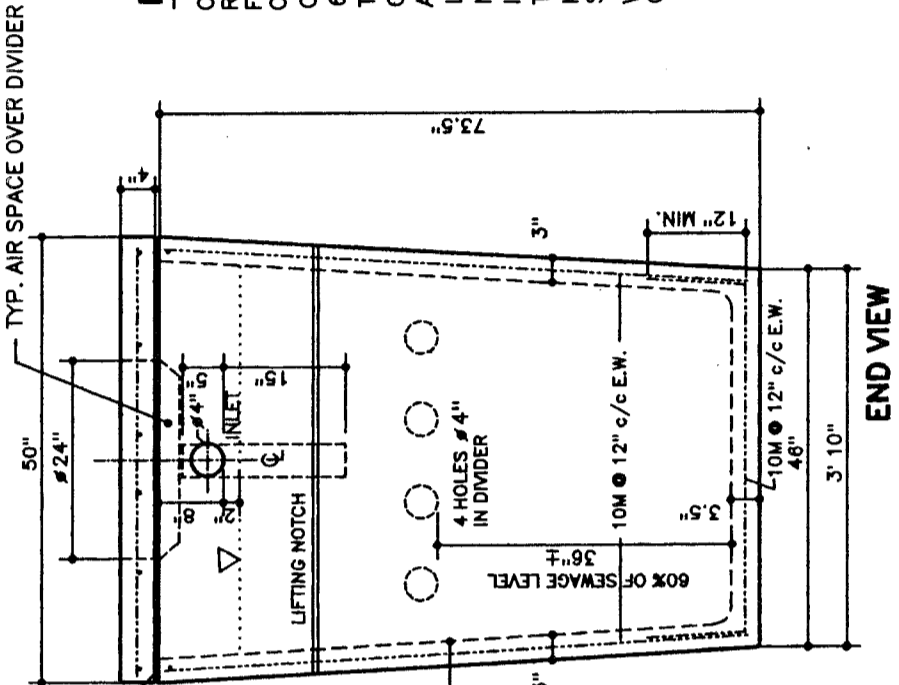 TYP. AIR SPACE OVER DIVIDER
4"
50"
ø24"
73.5"
5"
15"
ø4"
INLET
8"
2"
LIFTING NOTCH
3"
12" MIN.
4 HOLES ø4"
IN DIVIDER
10M @ 12" c/c E.W.
36"±
60% OF SEWAGE LEVEL
3.5"
10M @ 12" c/c E.W.
46"
3' 10"
END VIEW